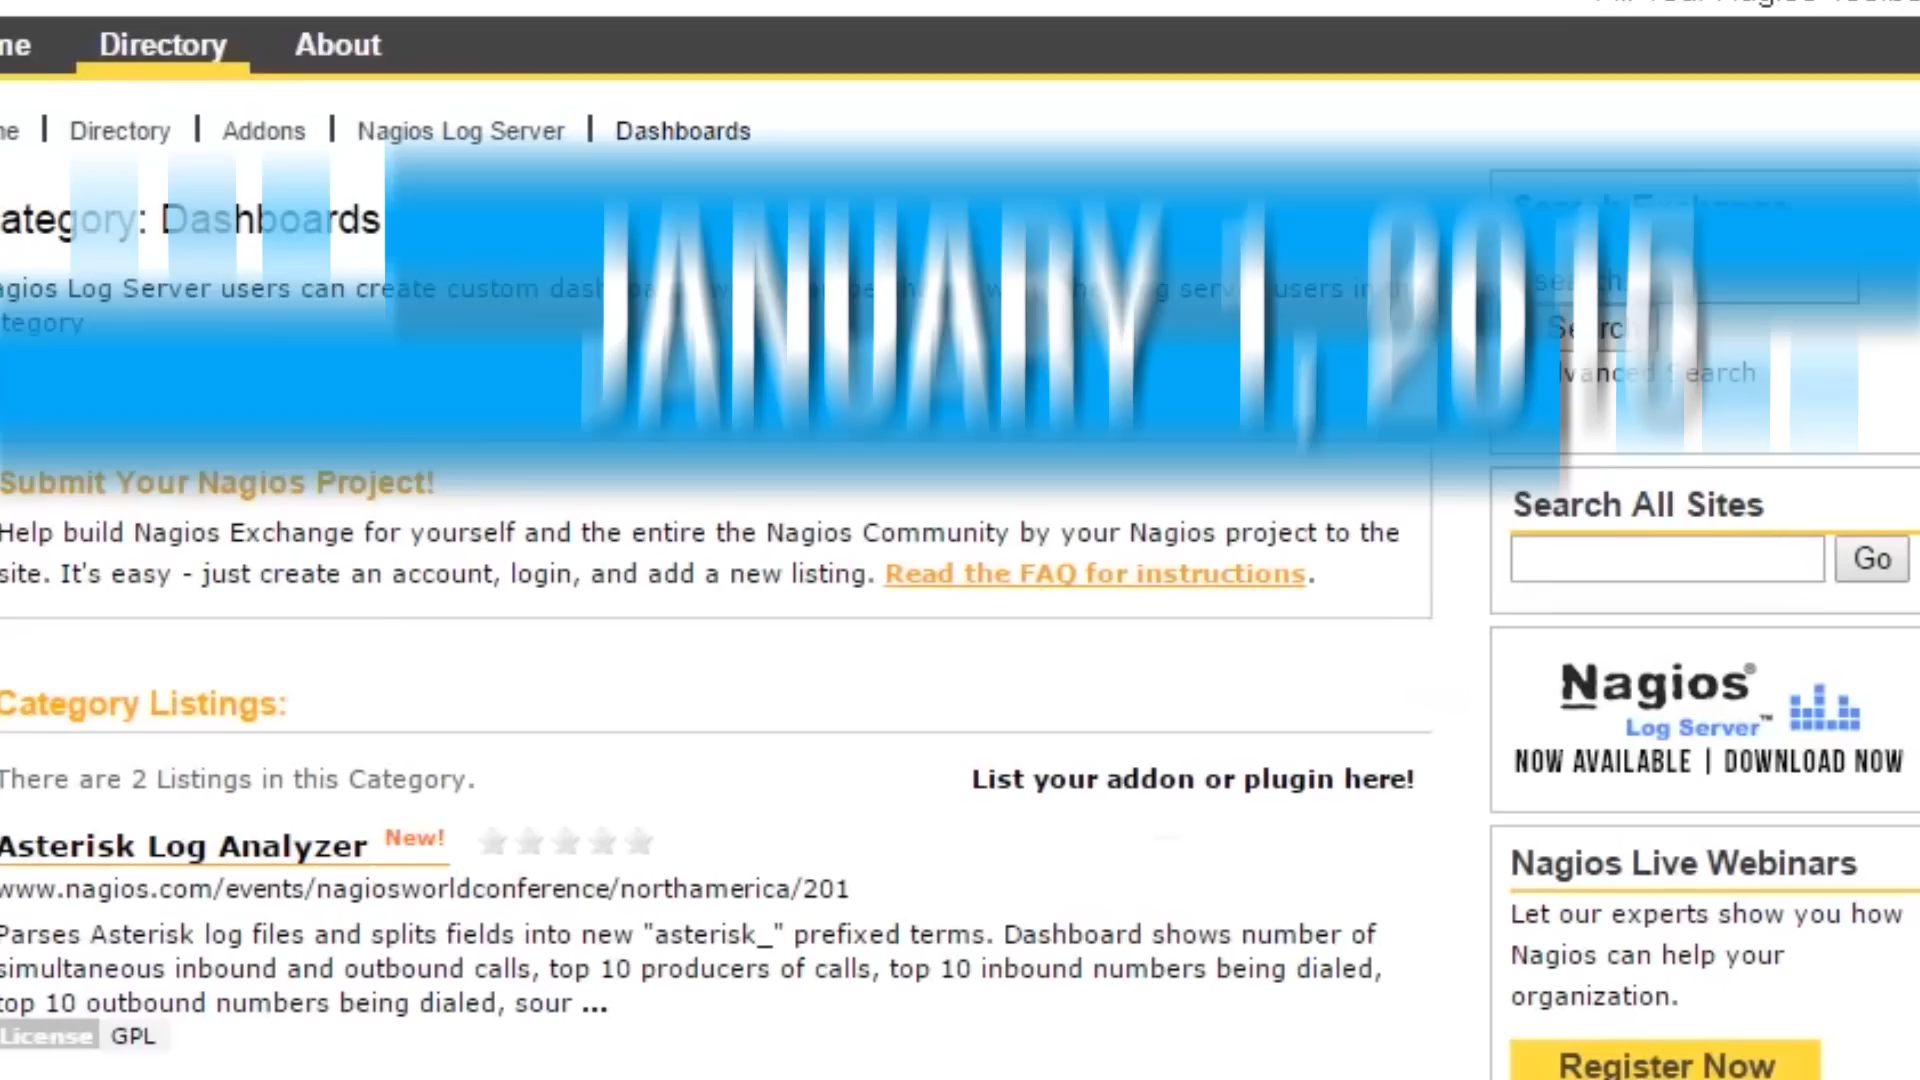 Directory About
Directory | Addons | Nagios Log Server | Dashboards
ategory: Dashboards
JANUARY 1, 2015
agios Log Server users can create custom
tegory
Search
Search
Submit Your Nagios Project!
Help build Nagios Exchange for yourself and the entire the Nagios Community by your Nagios project to the
site. It's easy - just create an account, login, and add a new listing. Read the FAQ for instructions.
Search All Sites
Go
Nagios®
Log Server™
NOW AVAILABLE | DOWNLOAD NOW
Category Listings:
There are 2 Listings in this Category.
List your addon or plugin here!
Asterisk Log Analyzer New!
www.nagios.com/events/nagiosworldconference/northamerica/201
Parses Asterisk log files and splits fields into new "asterisk_" prefixed terms. Dashboard shows number of
simultaneous inbound and outbound calls, top 10 producers of calls, top 10 inbound numbers being dialed,
top 10 outbound numbers being dialed, sour ...
License GPL
Nagios Live Webinars
Let our experts show you how
Nagios can help your
organization.
Register Now